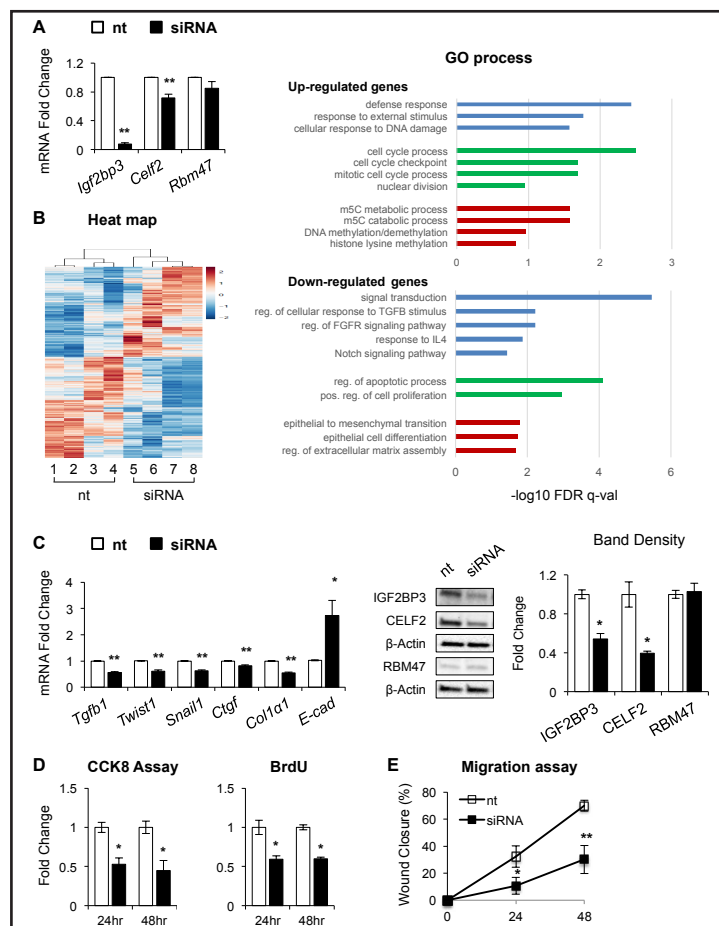 A
nt siRNA
mRNA Fold Change
1.2
0.8
0.4
0
**
**
Igf2bp3 Celf2 Rbm47
GO process
Up-regulated genes
defense response
response to external stimulus
cellular response to DNA damage
cell cycle process
cell cycle checkpoint
mitotic cell cycle process
nuclear division
m5C metabolic process
m5C catabolic process
DNA methylation/demethylation
histone lysine methylation
0 1 2 3
Down-regulated genes
signal transduction
reg. of cellular response to TGFB stimulus
reg. of FGFR signaling pathway
response to IL4
Notch signaling pathway
reg. of apoptotic process
pos. reg. of cell proliferation
epithelial to mesenchymal transition
epithelial cell differentiation
reg. of extracellular matrix assembly
0 2 4 6
-log10 FDR q-val
B Heat map
2
1
0
−1
−2
1 2 3 4 5 6 7 8
nt siRNA
C
nt siRNA
mRNA Fold Change
4
3
2
1
0
** ** ** ** ** *
Tgfb1 Twist1 Snail1 Ctgf Col1α1 E-cad
nt siRNA
IGF2BP3
CELF2
β-Actin
RBM47
β-Actin
Band Density
Fold Change
1.2
0.8
0.4
0.0
* *
IGF2BP3 CELF2 RBM47
D CCK8 Assay BrdU
Fold Change
1.5
1
0.5
0
* *
24hr 48hr
1.5
1
0.5
0
* *
24hr 48hr
E Migration assay
Wound Closure (%)
80
60
40
20
0
nt
siRNA
* **
0 24 48